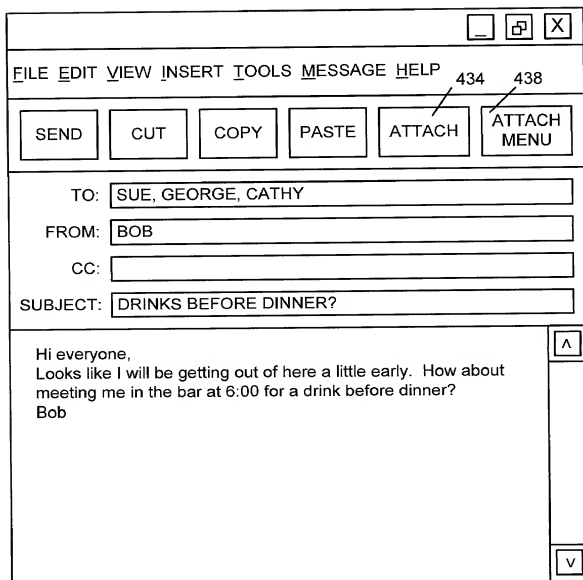 _ X
FILE EDIT VIEW INSERT TOOLS MESSAGE HELP
434 438
SEND CUT COPY PASTE ATTACH ATTACH MENU
TO: SUE, GEORGE, CATHY
FROM: BOB
CC:
SUBJECT: DRINKS BEFORE DINNER?
Hi everyone,
Looks like I will be getting out of here a little early. How about
meeting me in the bar at 6:00 for a drink before dinner?
Bob